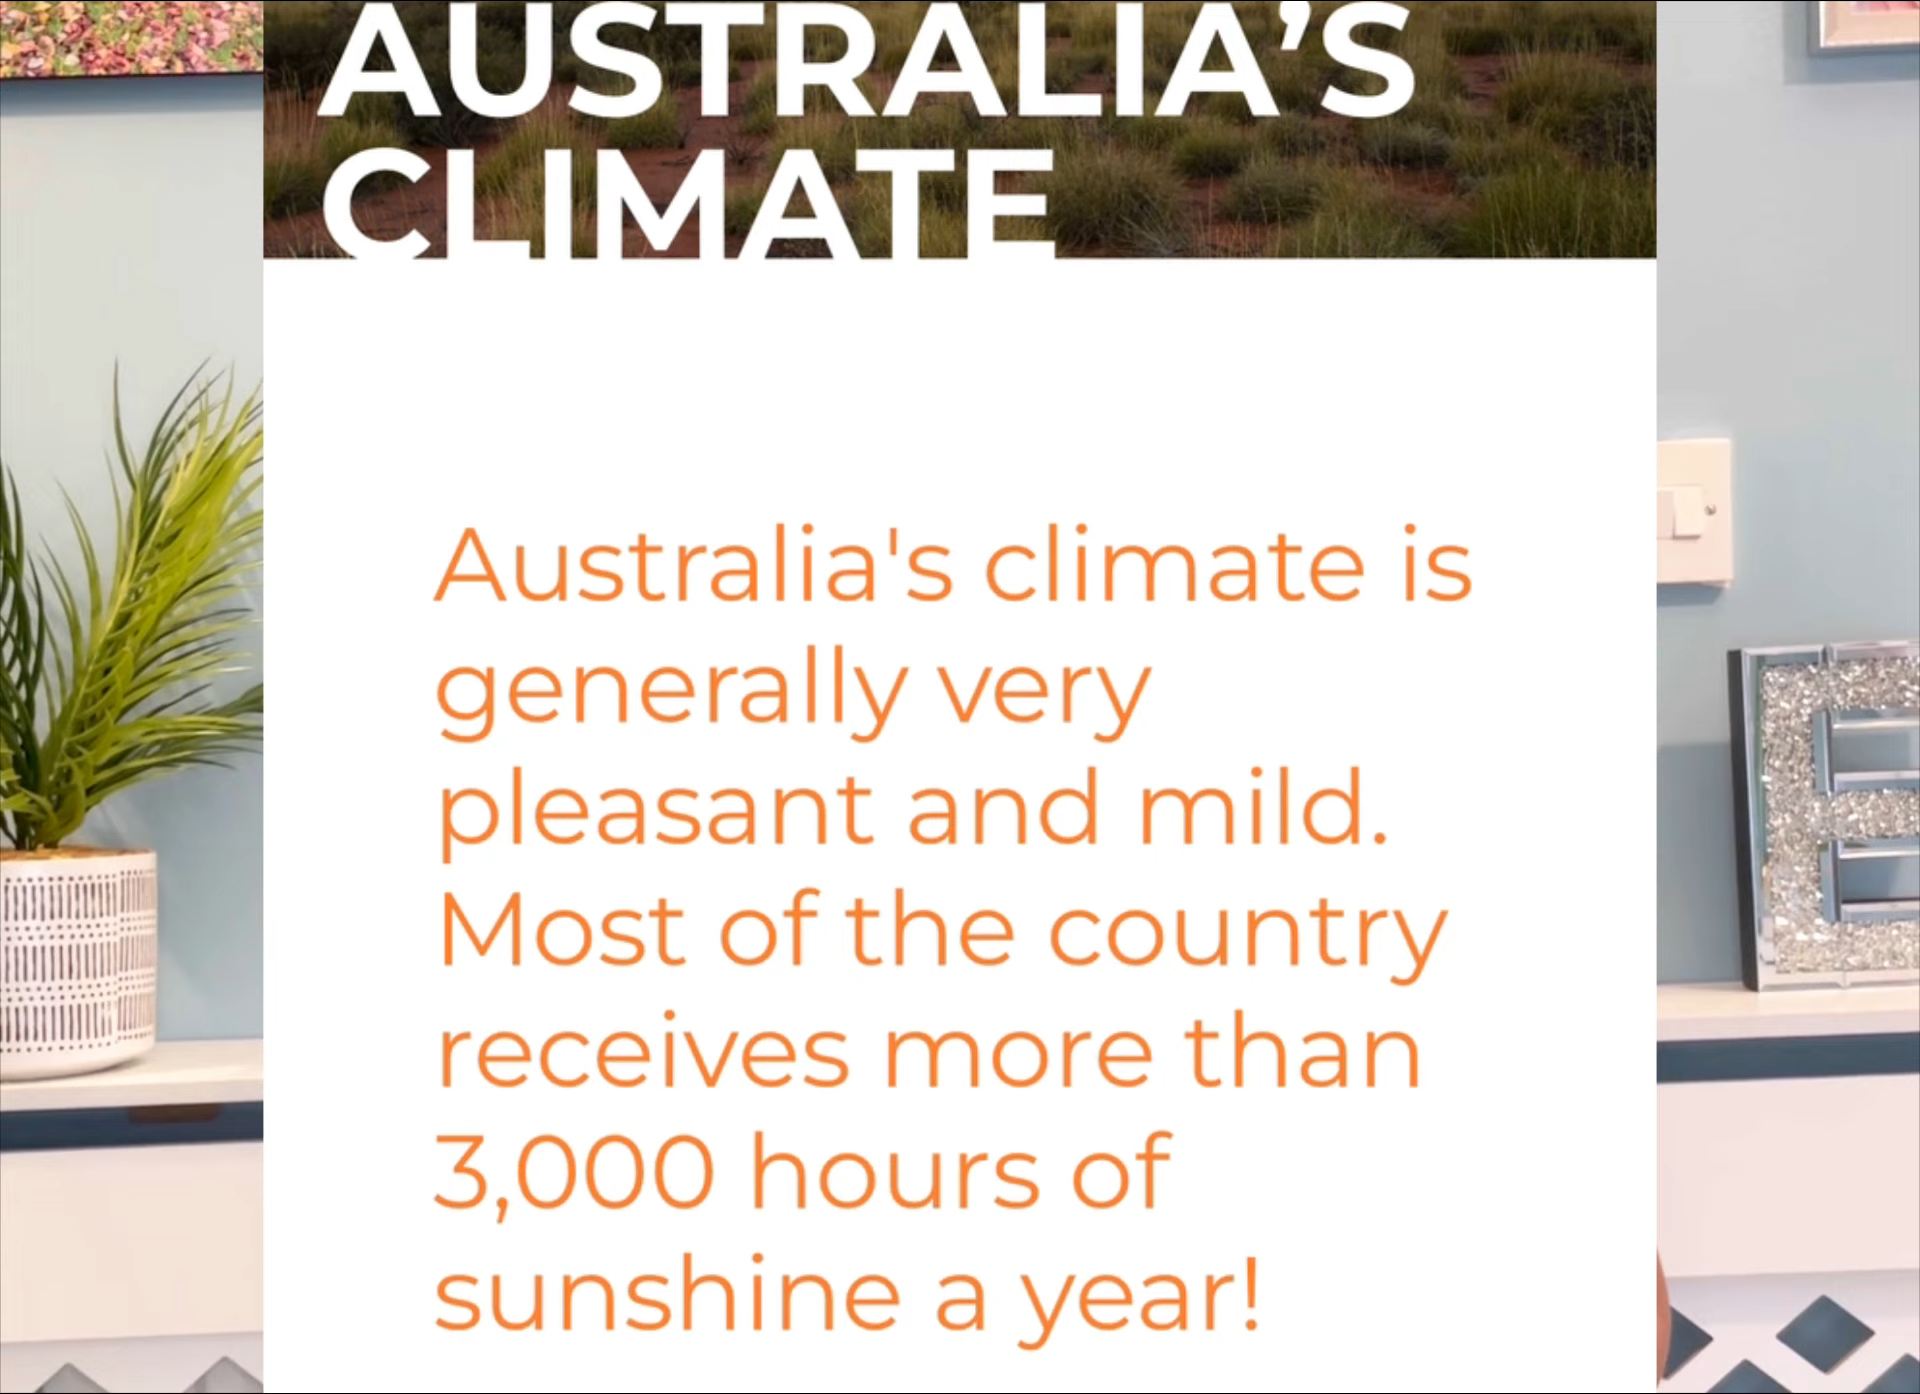 AUSTRALIA’S
CLIMATE
Australia's climate is
generally very
pleasant and mild.
Most of the country
receives more than
3,000 hours of
sunshine a year!
E